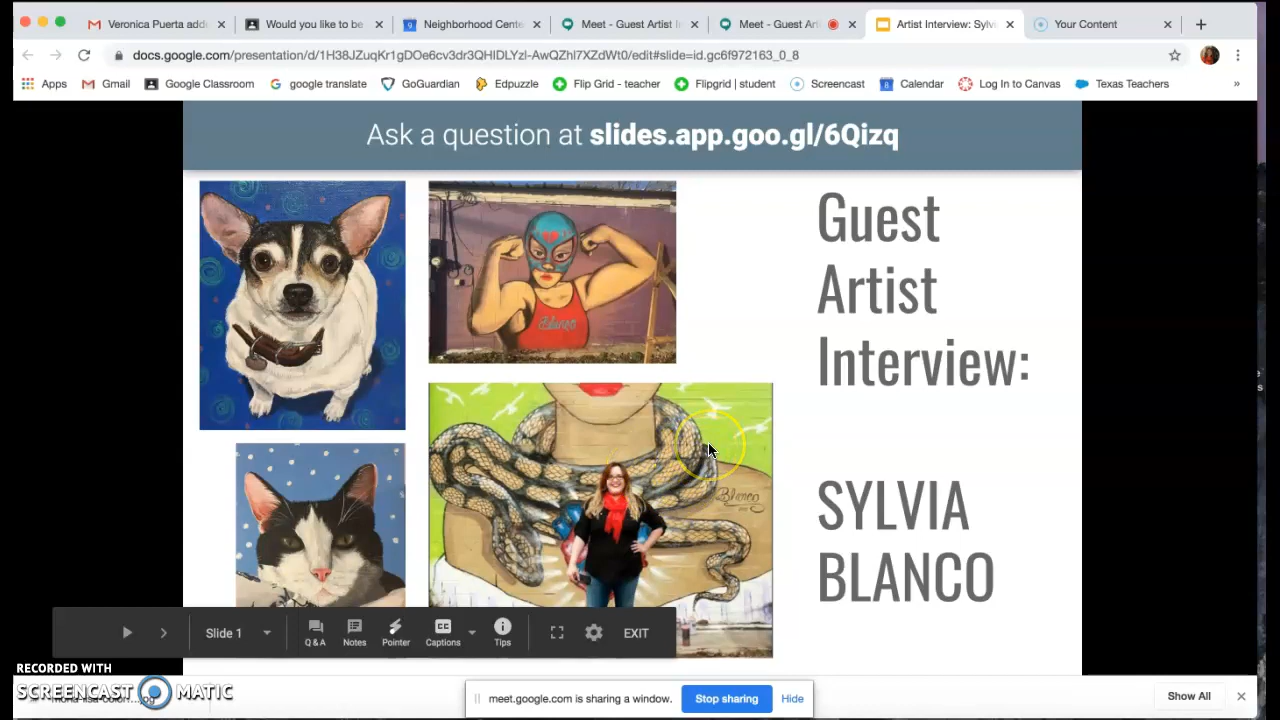 Veronica Puerta add
Would you like to be
Neighborhood Cente
Meet - Guest Artist In
Meet - Guest Arti
Artist Interview: Sylv
Your Content
docs.google.com/presentation/d/1H38JZuqKr1gDOe6cv3dr3QHIDLYzl-AwQZhl7XZdWt0/edit#slide=id.gc6f972163_0_8
Apps
Gmail
Google Classroom
google translate
GoGuardian
Edpuzzle
Flip Grid - teacher
Flipgrid | student
Screencast
Calendar
Log In to Canvas
Texas Teachers
Ask a question at slides.app.goo.gl/6Qizq
Guest
Artist
Interview:
SYLVIA
BLANCO
Blanco
Blanco
Slide 1
Q & A
Notes
Pointer
Captions
Tips
EXIT
RECORDED WITH
SCREENCAST MATIC
meet.google.com is sharing a window.
Stop sharing
Hide
Show All